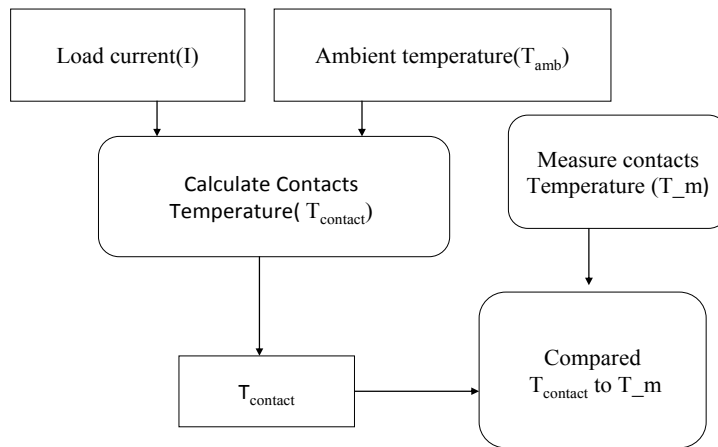 Load current(I)
Ambient temperature(T_amb)
Calculate Contacts
Temperature( T_contact)
Measure contacts
Temperature (T_m)
T_contact
Compared
T_contact to T_m